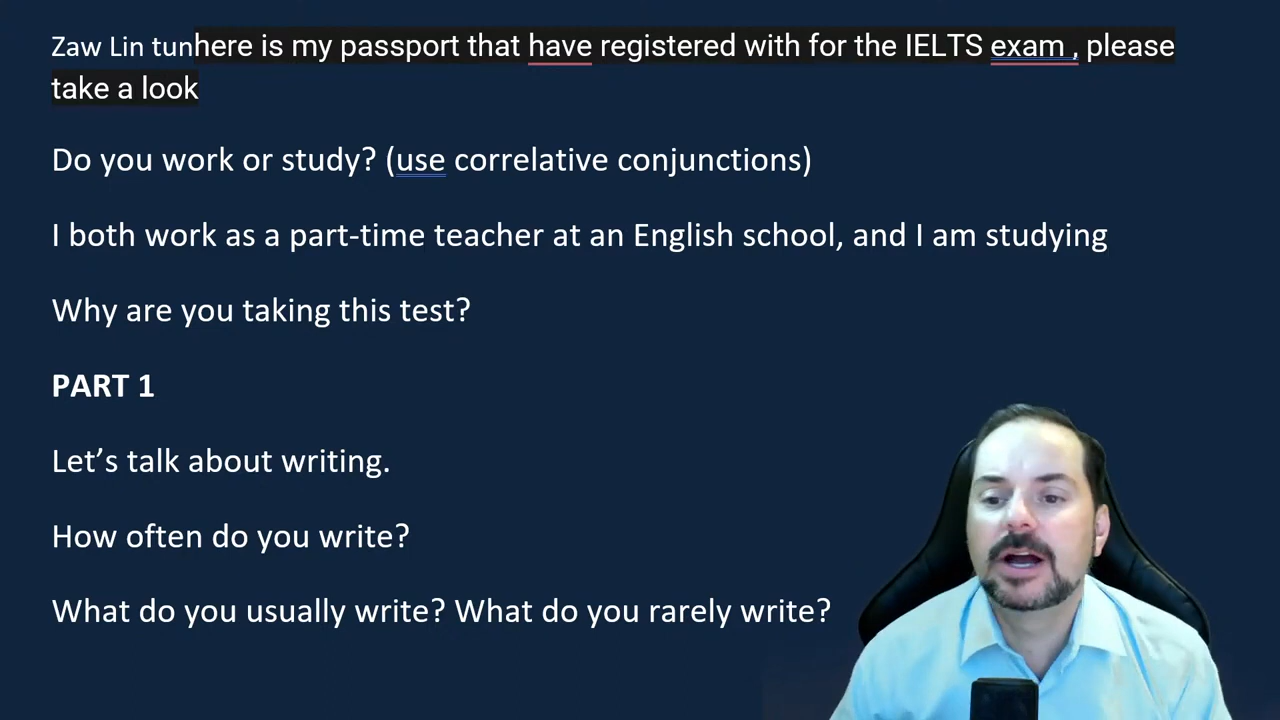 Zaw Lin tunhere is my passport that have registered with for the IELTS exam , please
take a look
Do you work or study? (use correlative conjunctions)
I both work as a part-time teacher at an English school, and I am studying
Why are you taking this test?
PART 1
Let’s talk about writing.
How often do you write?
What do you usually write? What do you rarely write?